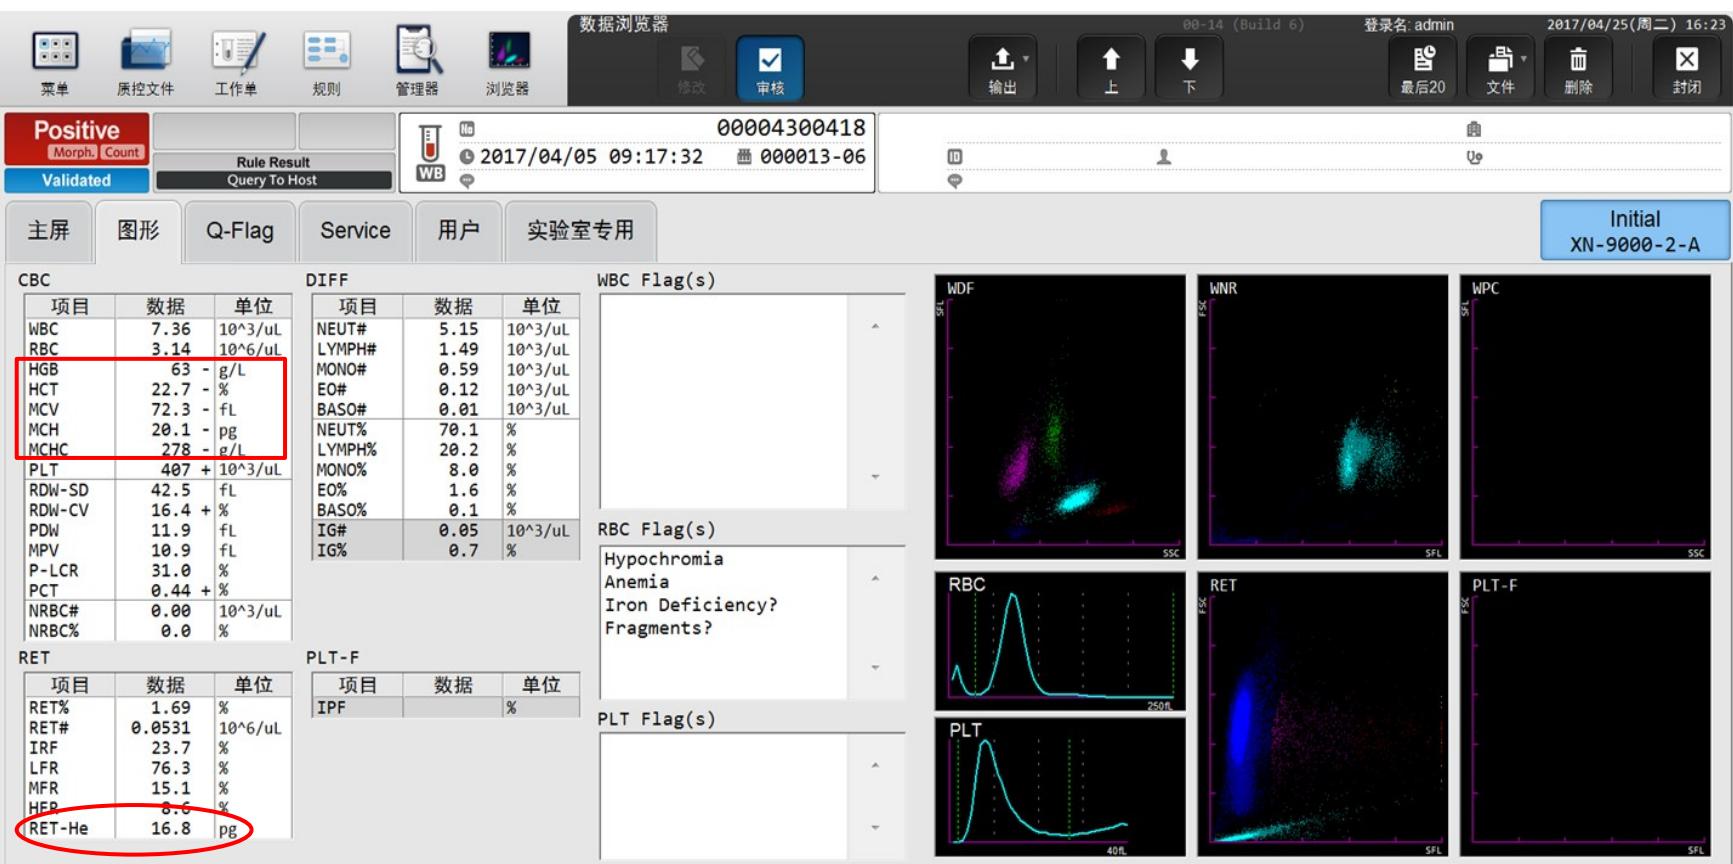 数据浏览器
00-14 (Build 6)
登录名: admin
2017/04/25(周二) 16:23
菜单
质控文件
工作单
规则
管理器
浏览器
修改
审核
输出
上
下
最后20
文件
删除
封闭
Positive
Morph. Count
Validated
Rule Result
Query To Host
WB
No 00004300418
2017/04/05 09:17:32 000013-06
ID
主屏 图形 Q-Flag Service 用户 实验室专用
Initial
XN-9000-2-A
CBC
项目 数据 单位
WBC 7.36 10^3/uL
RBC 3.14 10^6/uL
HGB 63 - g/L
HCT 22.7 - %
MCV 72.3 - fL
MCH 20.1 - pg
MCHC 278 - g/L
PLT 407 + 10^3/uL
RDW-SD 42.5 fL
RDW-CV 16.4 + %
PDW 11.9 fL
MPV 10.9 fL
P-LCR 31.0 %
PCT 0.44 + %
NRBC# 0.00 10^3/uL
NRBC% 0.0 %
DIFF
项目 数据 单位
NEUT# 5.15 10^3/uL
LYMPH# 1.49 10^3/uL
MONO# 0.59 10^3/uL
EO# 0.12 10^3/uL
BASO# 0.01 10^3/uL
NEUT% 70.1 %
LYMPH% 20.2 %
MONO% 8.0 %
EO% 1.6 %
BASO% 0.1 %
IG# 0.05 10^3/uL
IG% 0.7 %
RET
项目 数据 单位
RET% 1.69 %
RET# 0.0531 10^6/uL
IRF 23.7 %
LFR 76.3 %
MFR 15.1 %
HFR 8.6 %
RET-He 16.8 pg
PLT-F
项目 数据 单位
IPF %
WBC Flag(s)
RBC Flag(s)
Hypochromia
Anemia
Iron Deficiency?
Fragments?
PLT Flag(s)
WDF
SFL
SSC
WNR
FSC
SFL
WPC
SFL
SSC
RBC
250fL
PLT
40fL
RET
FSC
SFL
PLT-F
FSC
SFL